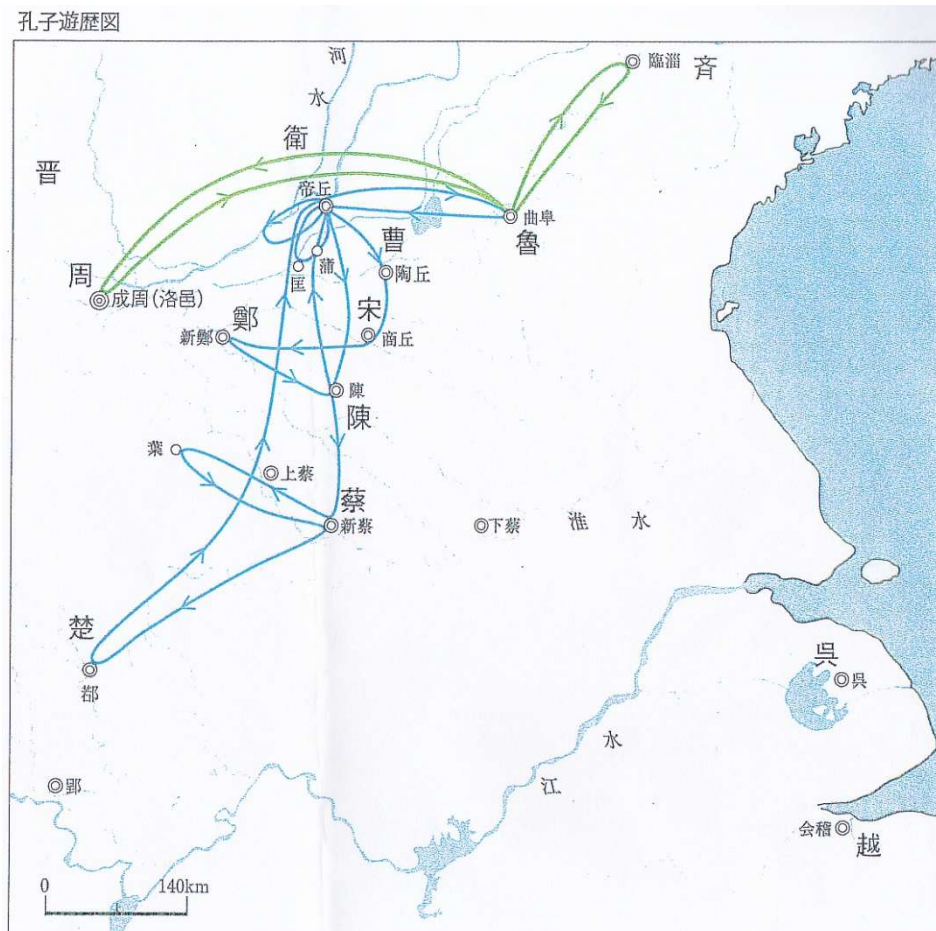 孔子遊歴図
河
水
臨淄
斉
衛
晋
帝丘
曲阜
魯
曹
蒲
匡
陶丘
周
成周(洛邑)
宋
鄭
新鄭
商丘
陳
陳
葉
上蔡
蔡
新蔡
下蔡
淮 水
楚
鄀
呉
呉
水
江
郢
会稽
越
0 140km